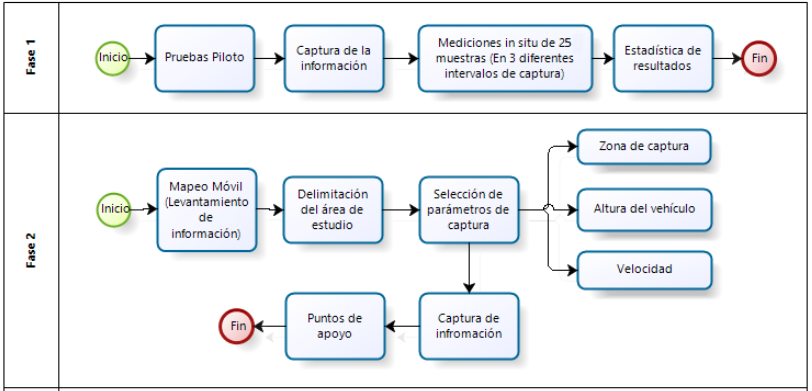 Fase 1
Inicio
Pruebas Piloto
Captura de la
información
Mediciones in situ de 25
muestras (En 3 diferentes
intervalos de captura)
Estadística de
resultados
Fin
Fase 2
Inicio
Mapeo Móvil
(Levantamiento
de
información)
Delimitación
del área de
estudio
Selección de
parámetros de
captura
Zona de captura
Altura del vehículo
Velocidad
Captura de
infromación
Puntos de
apoyo
Fin